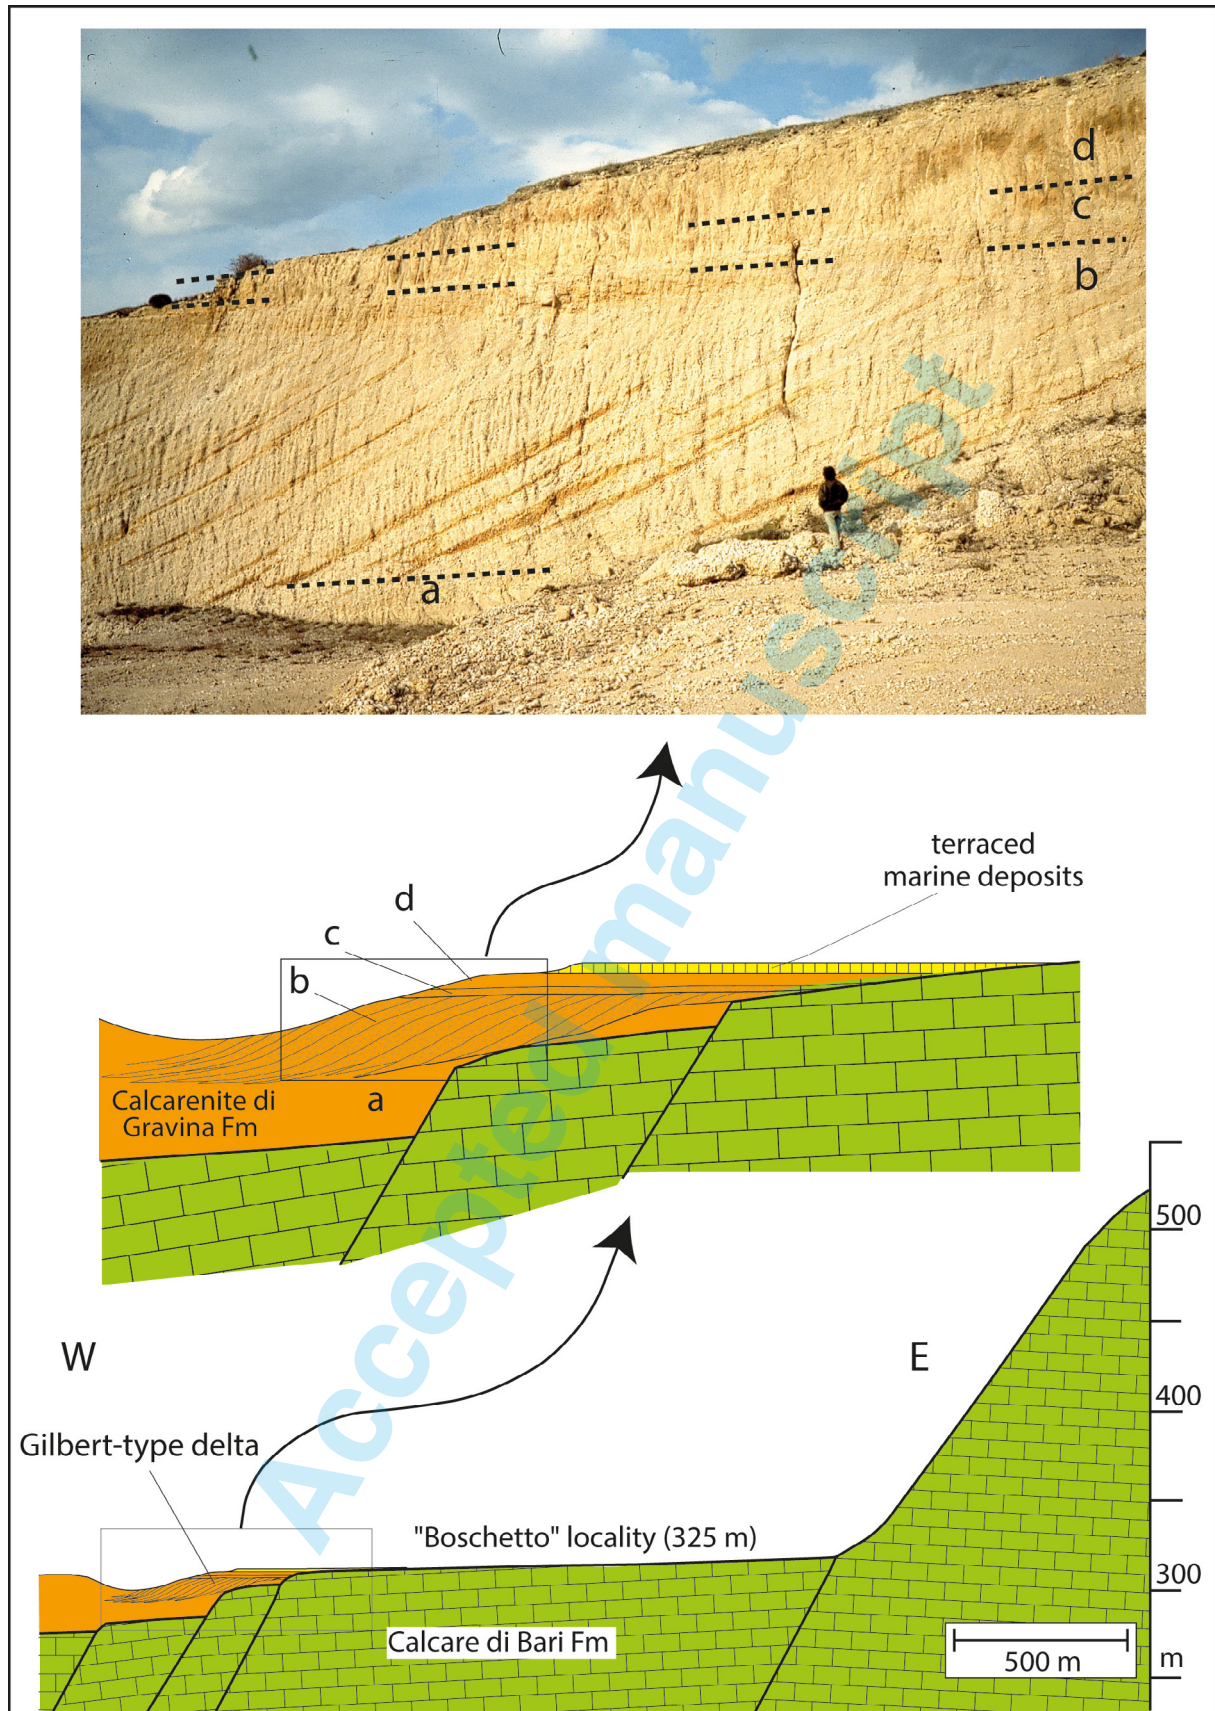 d
c
b
a
terraced
marine deposits
d
c
b
Calcarenite di
Gravina Fm
a
500
W
E
400
Gilbert-type delta
"Boschetto" locality (325 m)
300
Calcare di Bari Fm
500 m
m
Accepted manuscript